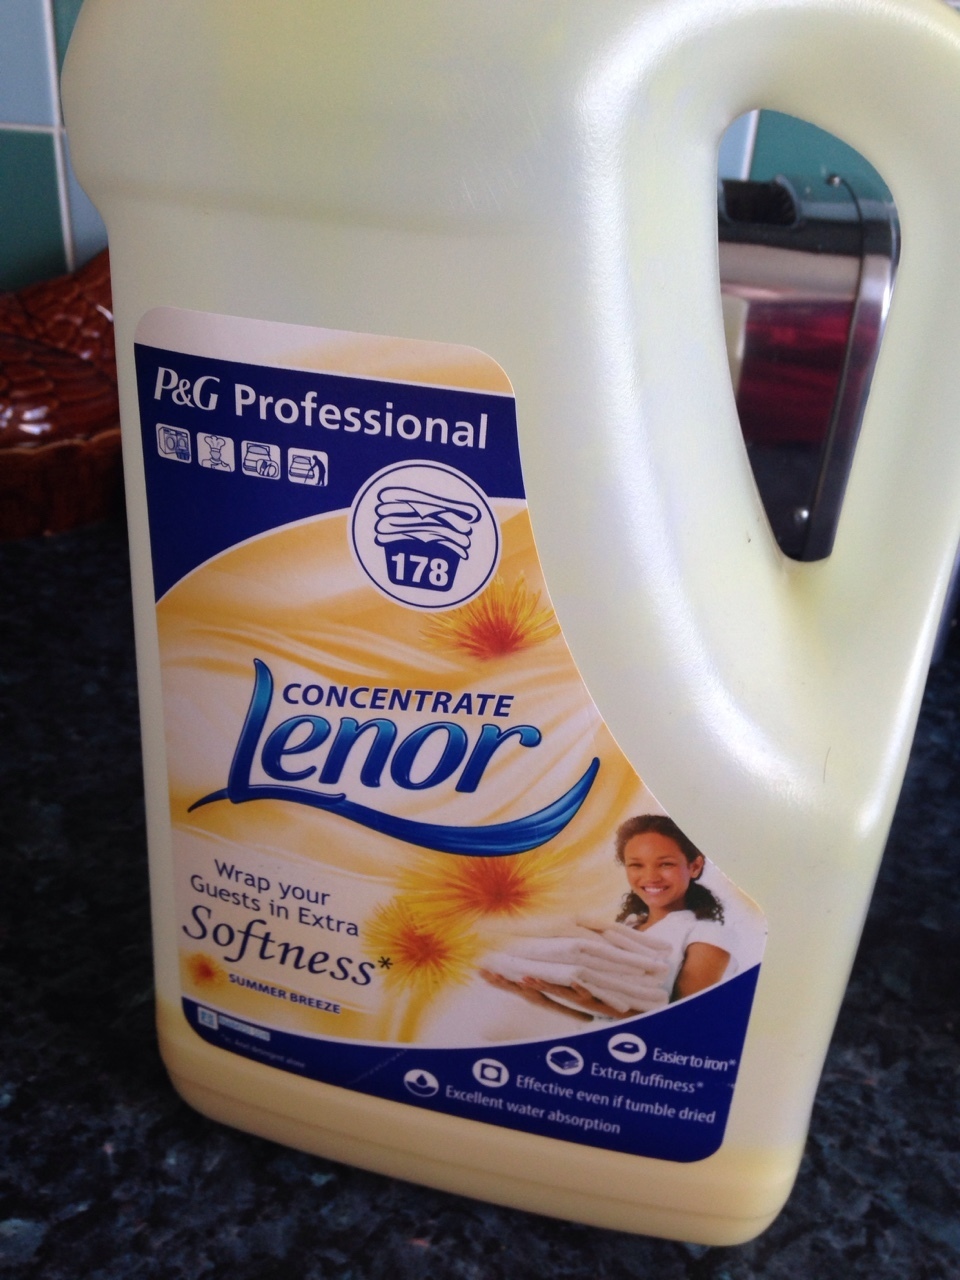 P&G Professional
178
CONCENTRATE
Lenor
Wrap your
Guests in Extra
Softness*
SUMMER BREEZE
Easier to iron*
Extra fluffiness*
Effective even if tumble dried
Excellent water absorption